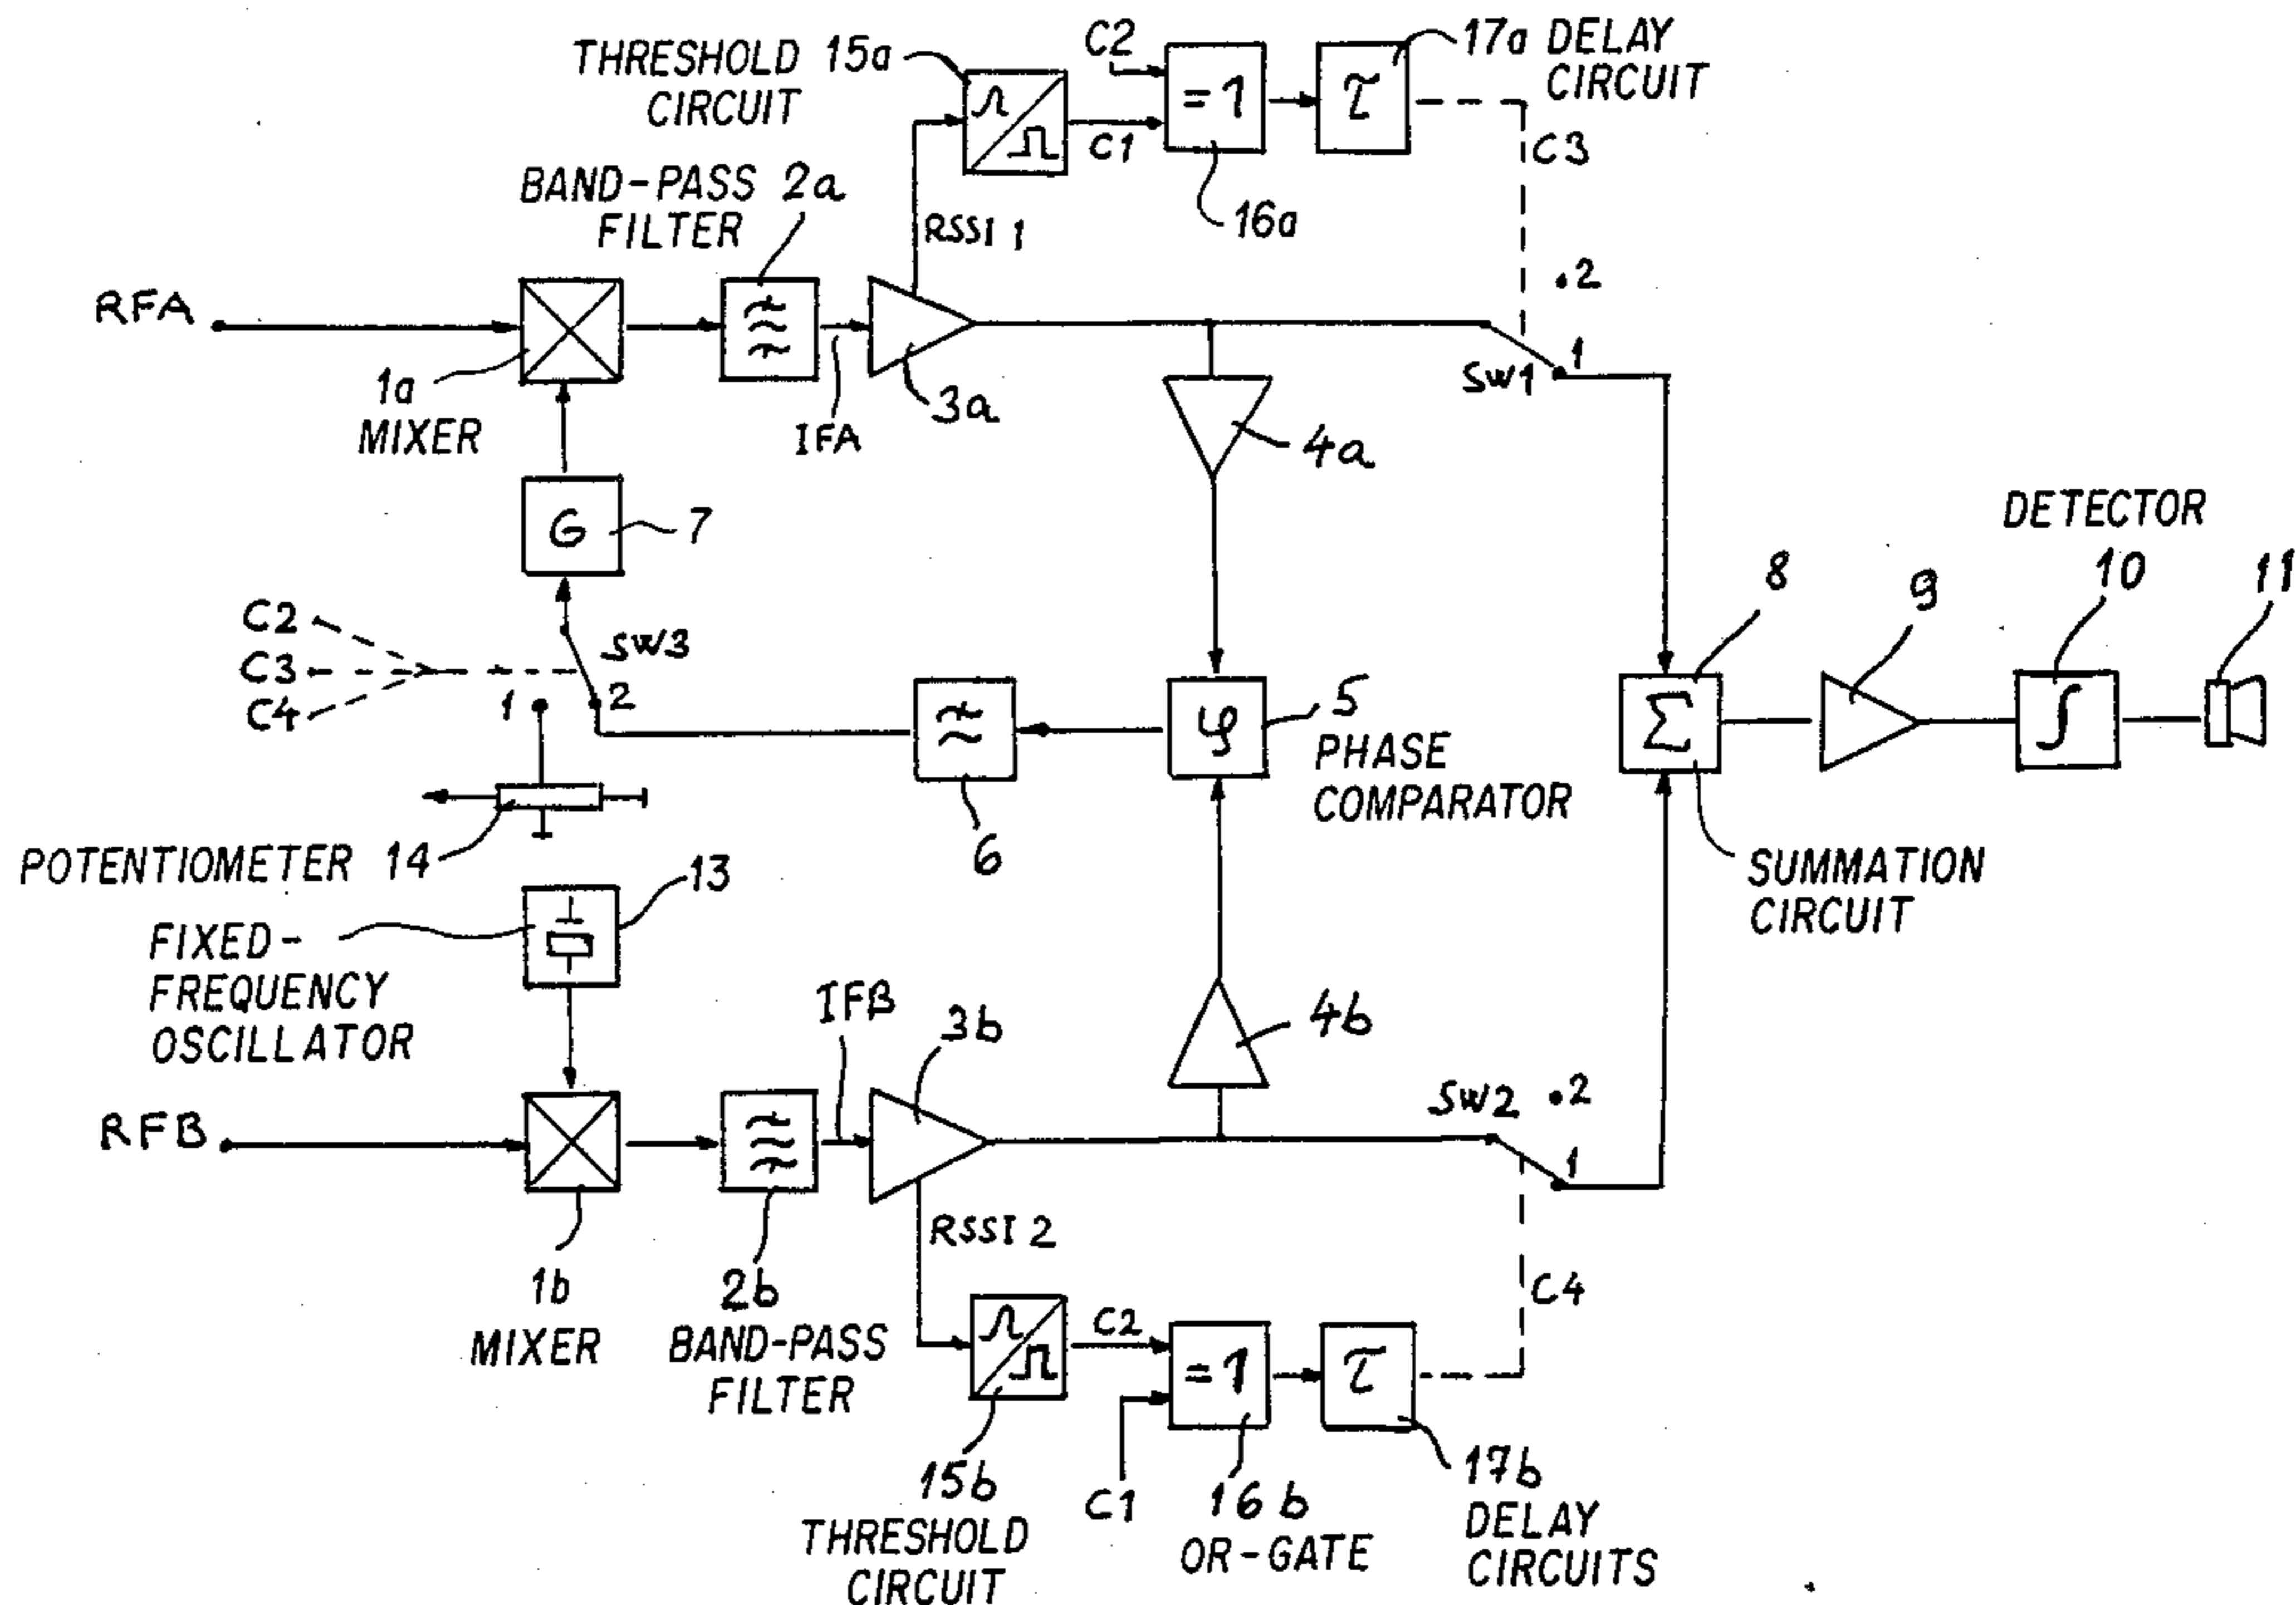 THRESHOLD 15a
CIRCUIT
C2
=1
τ
17a DELAY
CIRCUIT
C1
C3
16a
BAND-PASS 2a
FILTER
RSSI 1
RFA
1a
MIXER
IFA
3a
4a
SW1
2
1
G
7
C2
C3
C4
SW3
1
2
6
φ
5
PHASE
COMPARATOR
DETECTOR
8
9
10
11
Σ
∫
SUMMATION
CIRCUIT
POTENTIOMETER 14
13
FIXED-
FREQUENCY
OSCILLATOR
IFB
3b
4b
SW2
2
1
RFB
RSSI 2
1b
MIXER
2b
BAND-PASS
FILTER
C2
=1
τ
C4
C1
15b
THRESHOLD
CIRCUIT
16b
OR-GATE
17b
DELAY
CIRCUITS